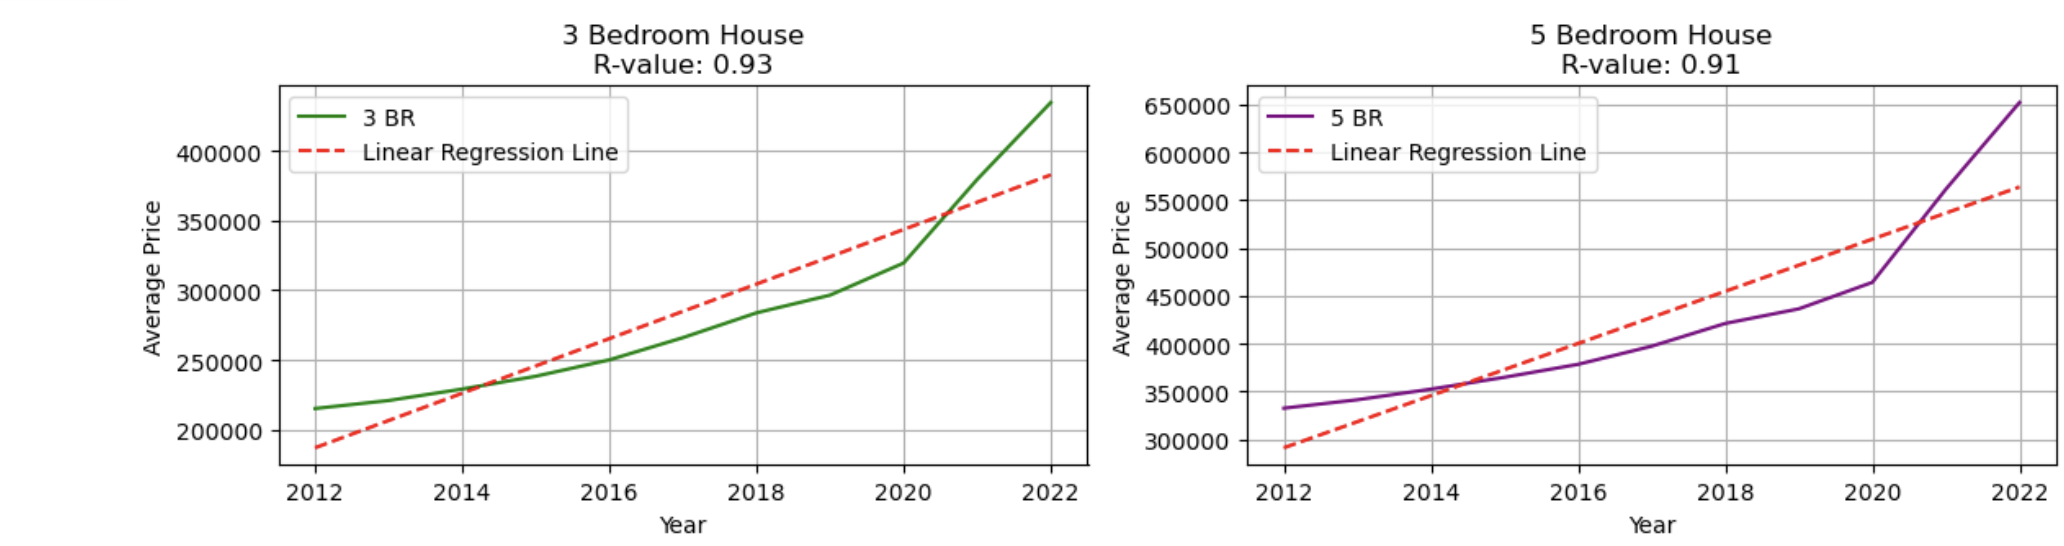 3 Bedroom House
R-value: 0.93
3 BR
Linear Regression Line
Average Price
400000
350000
300000
250000
200000
2012 2014 2016 2018 2020 2022
Year
5 Bedroom House
R-value: 0.91
5 BR
Linear Regression Line
Average Price
650000
600000
550000
500000
450000
400000
350000
300000
2012 2014 2016 2018 2020 2022
Year